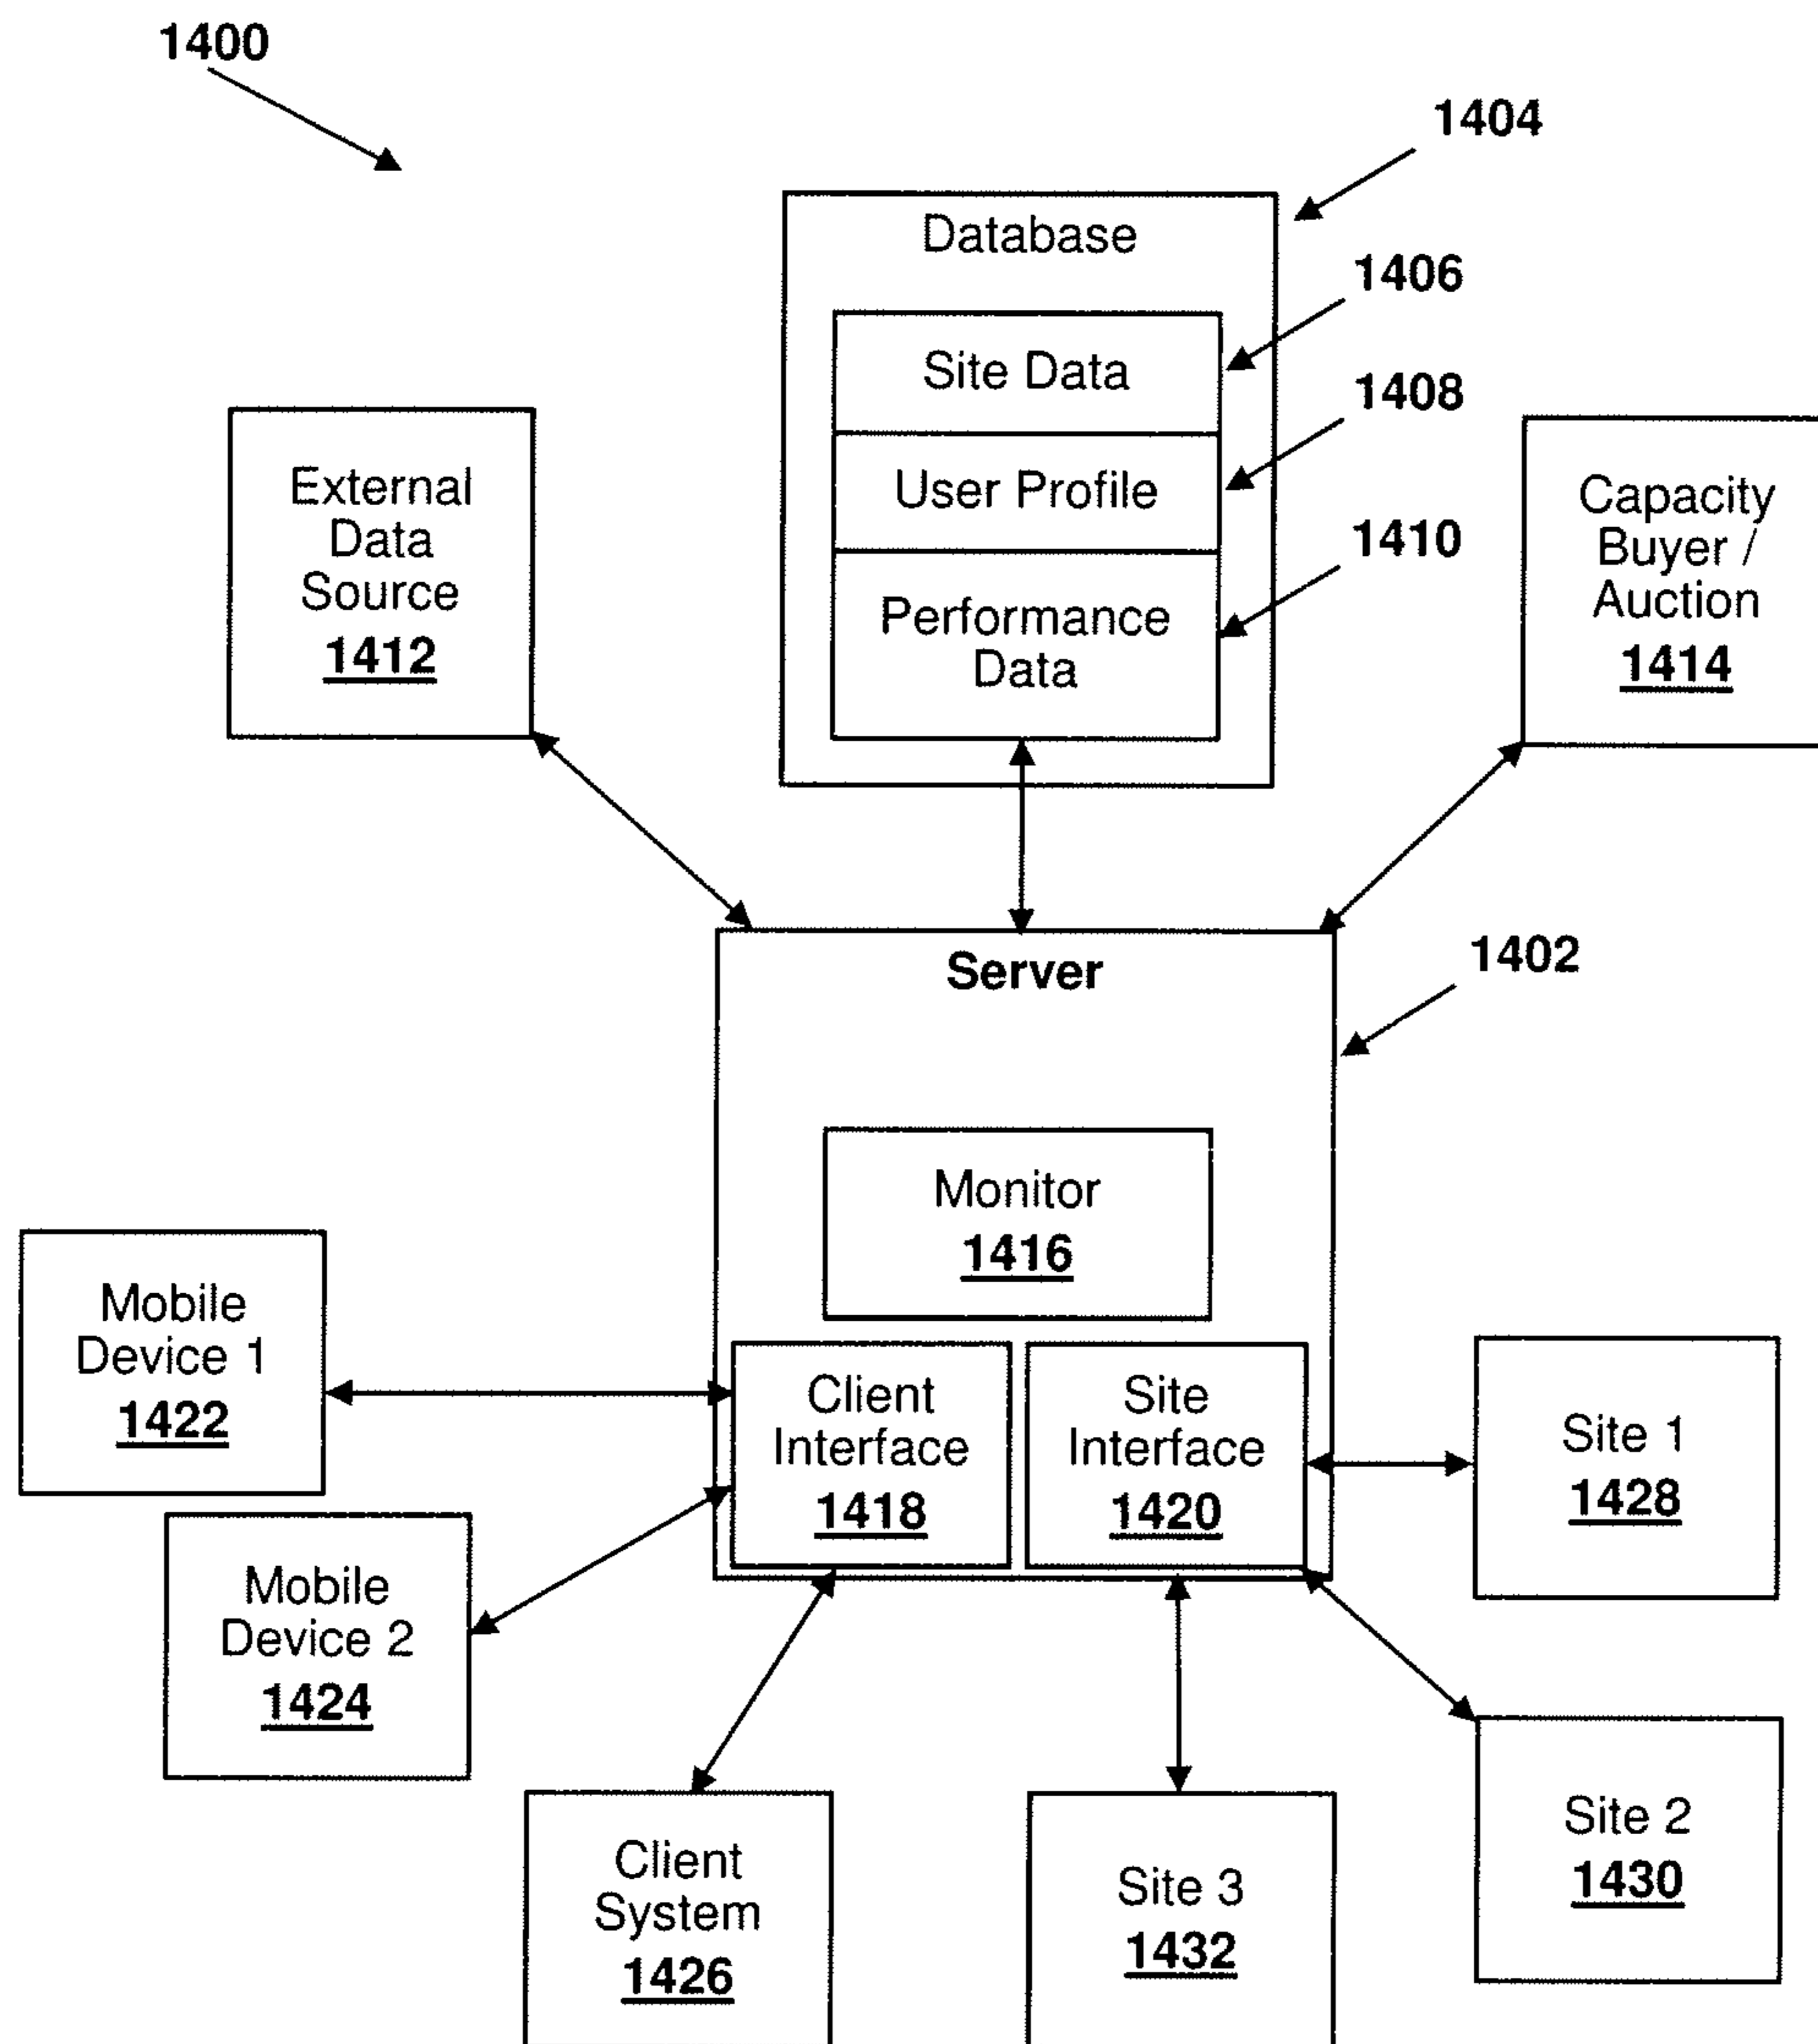 1400
1404
Database
1406
Site Data
1408
User Profile
1410
Performance
Data
External
Data
Source
1412
Capacity
Buyer /
Auction
1414
1402
Server
Monitor
1416
Mobile
Device 1
1422
Client
Interface
1418
Site
Interface
1420
Site 1
1428
Mobile
Device 2
1424
Client
System
1426
Site 3
1432
Site 2
1430